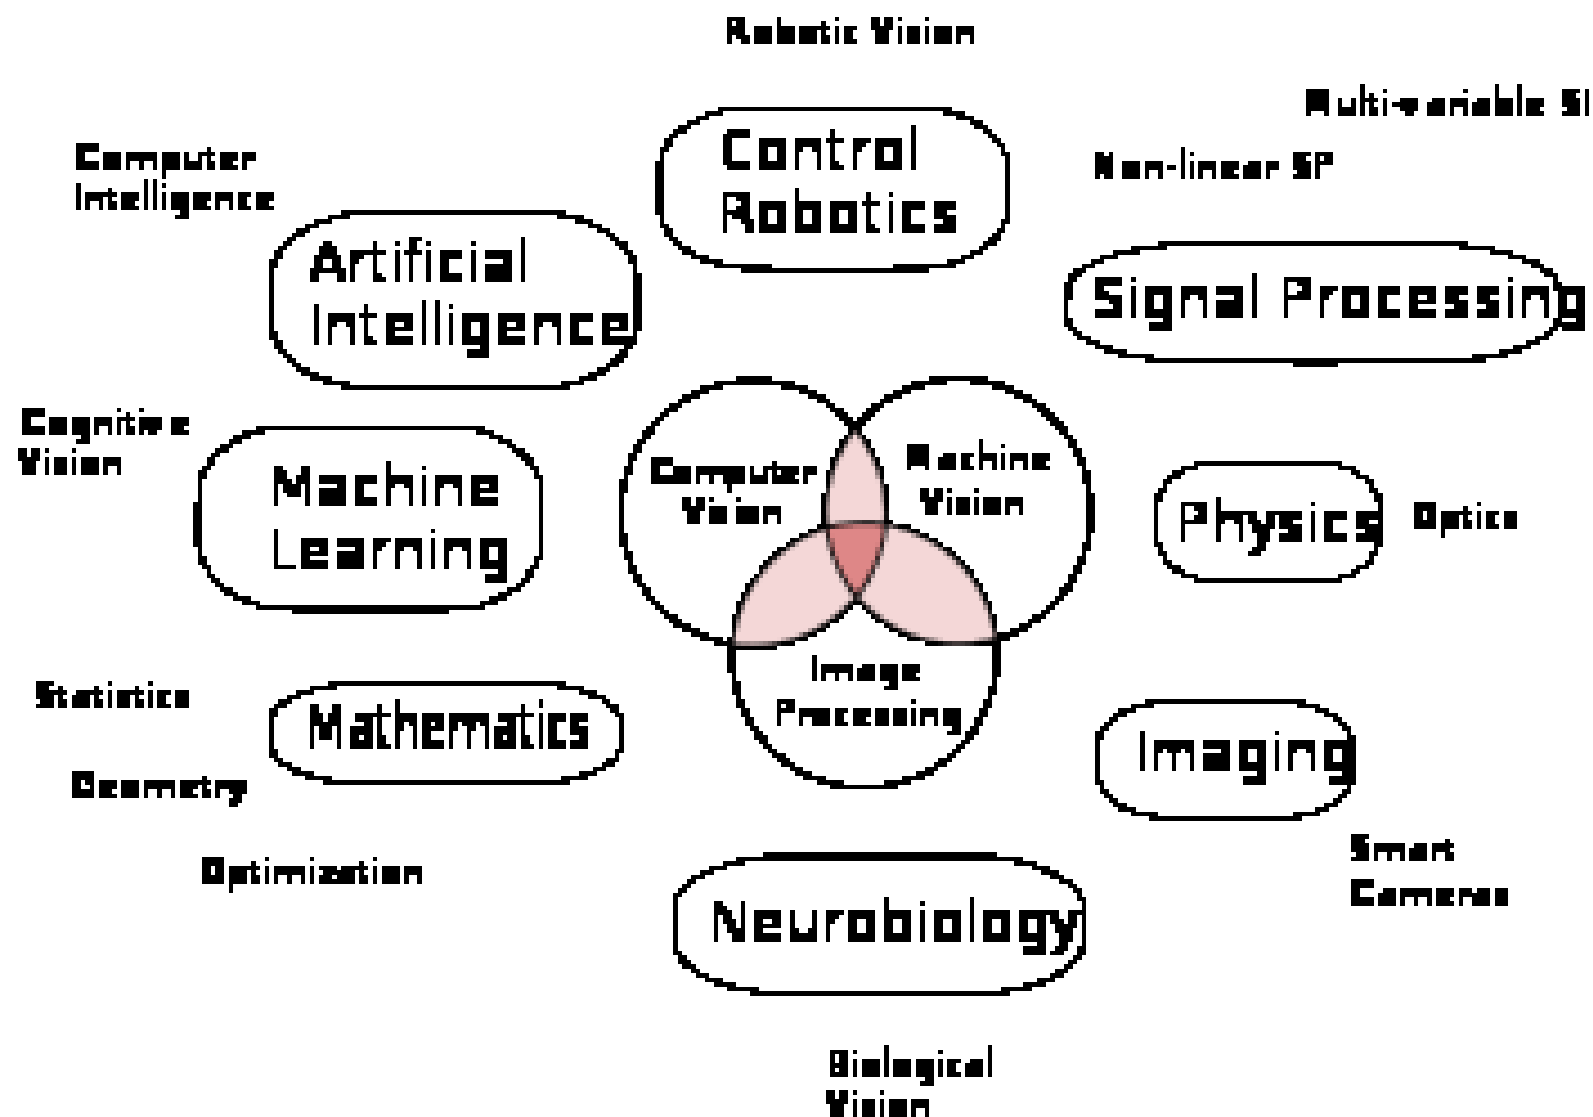 Robotic Vision
Multi-variable SP
Non-linear SP
Computer
Intelligence
Control
Robotics
Artificial
Intelligence
Signal Processing
Cognitive
Vision
Machine
Learning
Computer
Vision
Machine
Vision
Physics
Optics
Statistics
Mathematics
Geometry
Optimization
Image
Processing
Imaging
Smart
Cameras
Neurobiology
Biological
Vision